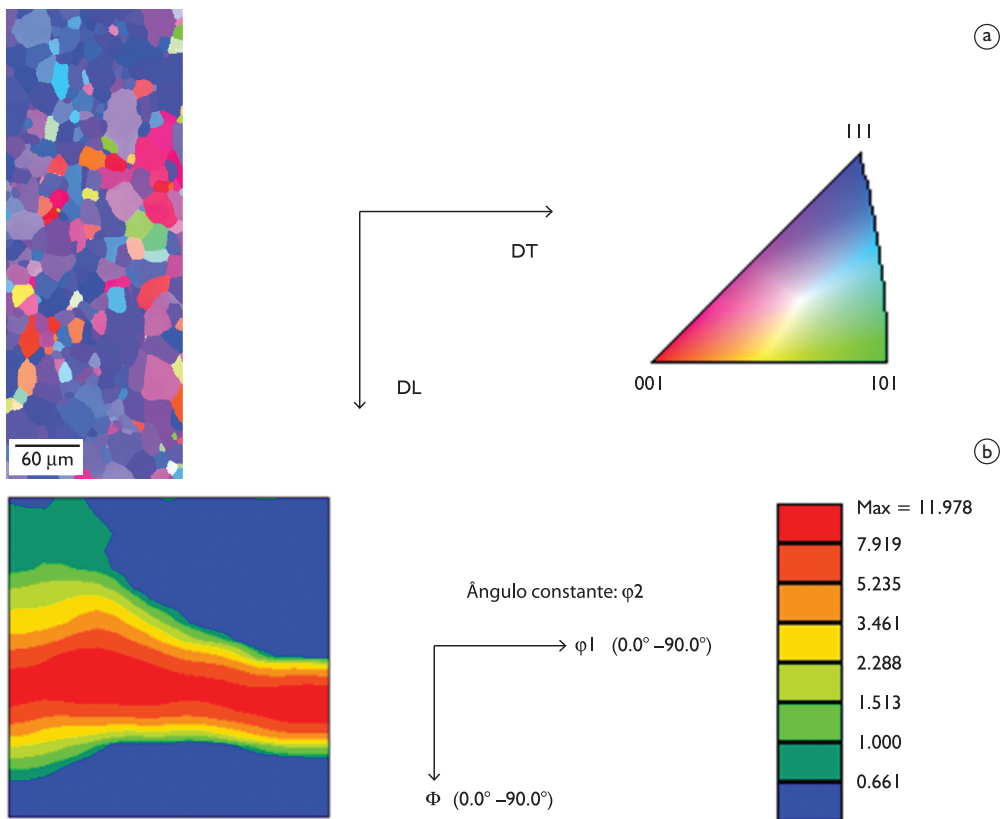 a
111
DT
DL
001
101
60 μm
b
Max = 11.978
7.919
5.235
3.461
2.288
1.513
1.000
0.661
Ângulo constante: φ2
φ1 (0.0° –90.0°)
Φ (0.0° –90.0°)